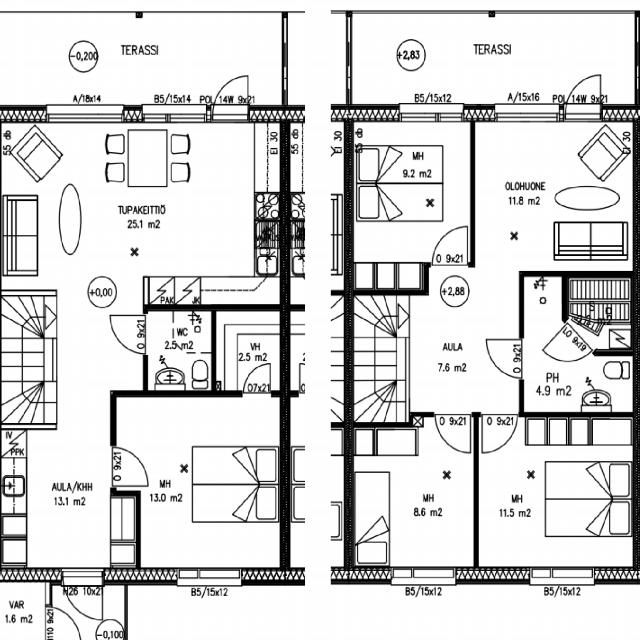 -0,200
TERASSI
A/18x14
B5/15x14
POL 14W 9x21
55 db
EI 30
55 db
TUPAKEITTIÖ
25.1 m2
+0,00
PAK
JK
O 9x21
WC
2.5 m2
VH
2.5 m2
O7x21
IV
PPK
O 9x21
AULA/KHH
13.1 m2
MH
13.0 m2
H26 10x21
B5/15x12
VAR
1.6 m2
H10 9x21
-0,100
+2,83
TERASSI
B5/15x12
A/15x16
POL 14W 9x21
EI 30
55 db
EI 30
MH
9.2 m2
OLOHUONE
11.8 m2
O 9x21
+2,88
AULA
7.6 m2
O 9x21
LO 9x19
PH
4.9 m2
O 9x21
O 9x21
MH
8.6 m2
MH
11.5 m2
B5/15x12
B5/15x12